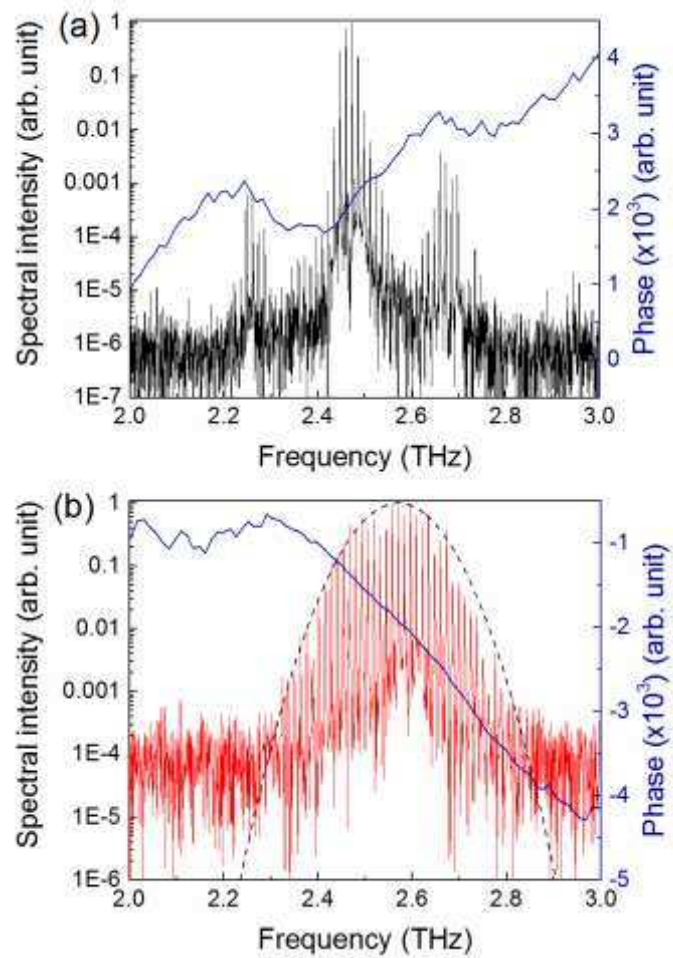 (a)
Spectral intensity (arb. unit)
1
0.1
0.01
0.001
1E-4
1E-5
1E-6
1E-7
4
3
2
1
0
Phase (x10³) (arb. unit)
2.0 2.2 2.4 2.6 2.8 3.0
Frequency (THz)
(b)
Spectral intensity (arb. unit)
1
0.1
0.01
0.001
1E-4
1E-5
1E-6
-1
-2
-3
-4
-5
Phase (x10³) (arb. unit)
2.0 2.2 2.4 2.6 2.8 3.0
Frequency (THz)